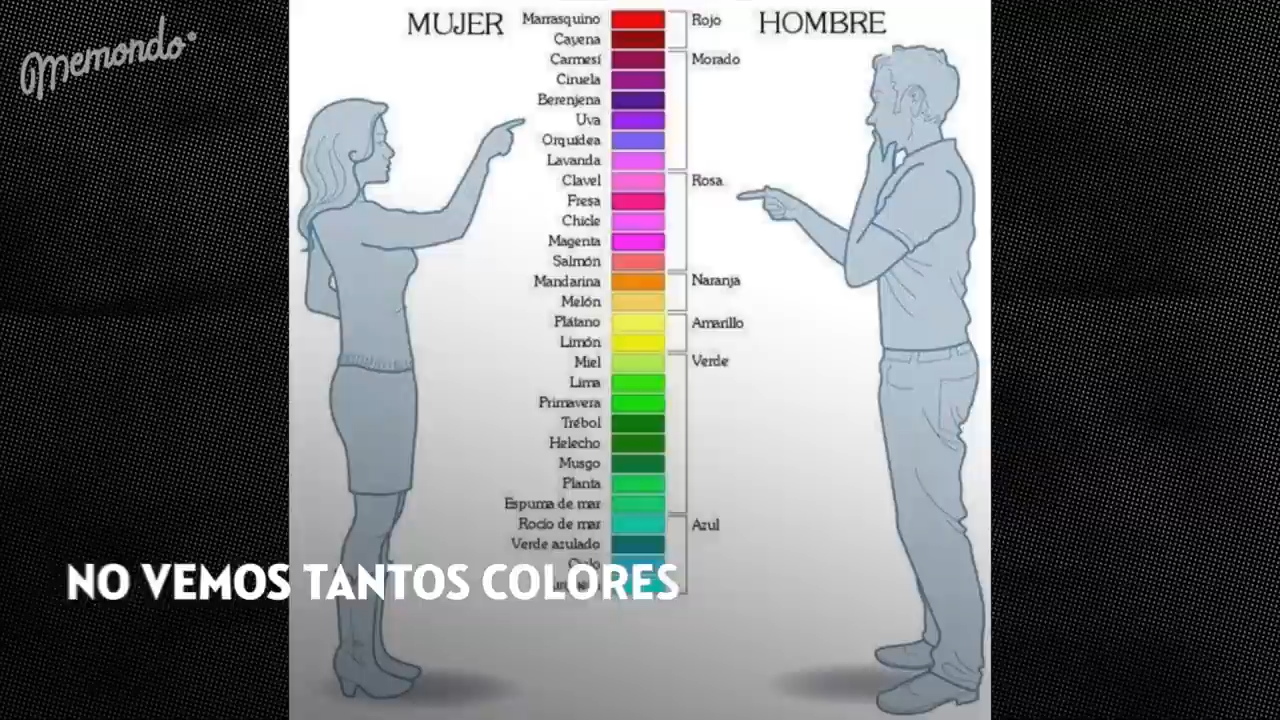 Memondo
MUJER
HOMBRE
Marrasquino
Rojo
Cayena
Carmesí
Morado
Ciruela
Berenjena
Uva
Orquídea
Lavanda
Clavel
Rosa
Fresa
Chicle
Magenta
Salmón
Mandarina
Naranja
Melón
Plátano
Amarillo
Limón
Miel
Verde
Lima
Primavera
Trébol
Helecho
Musgo
Planta
Espuma de mar
Rocío de mar
Azul
Verde azulado
NO VEMOS TANTOS COLORES